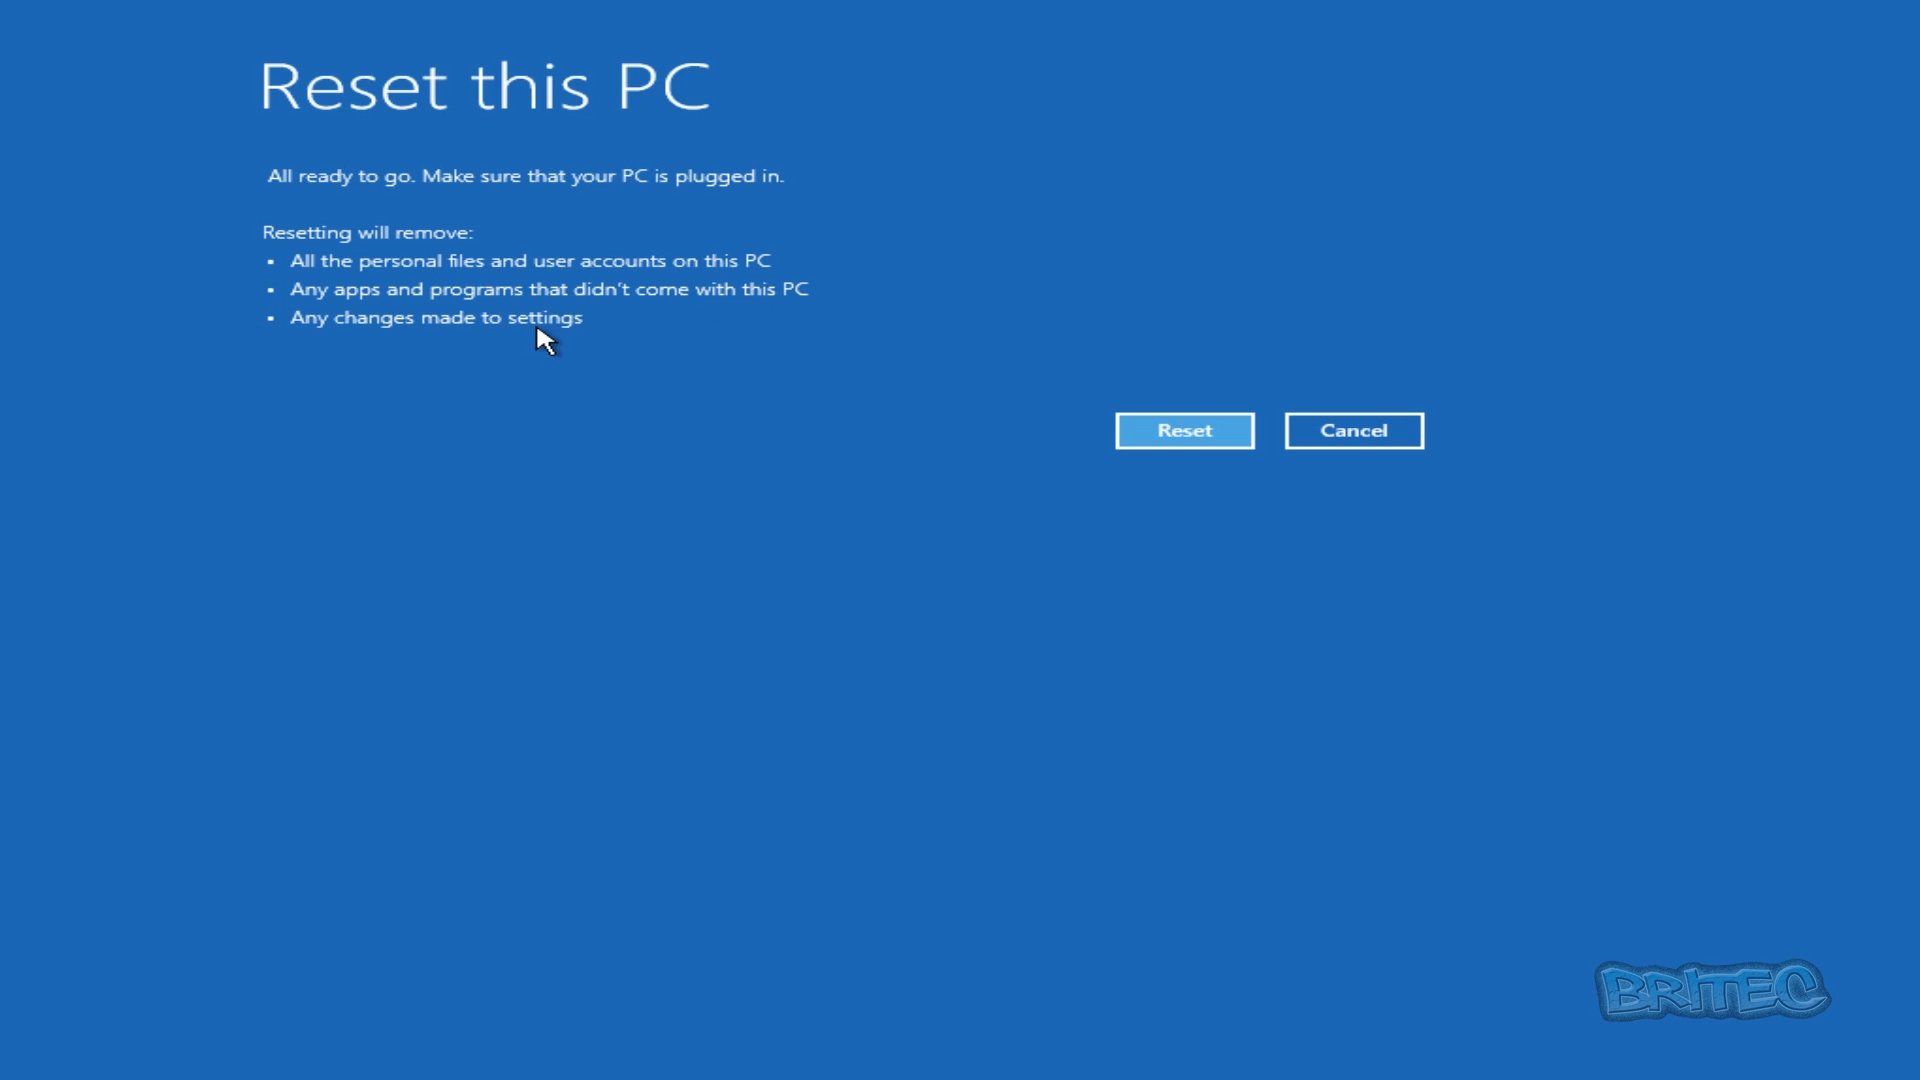 Reset this PC
All ready to go. Make sure that your PC is plugged in.
Resetting will remove:
▪ All the personal files and user accounts on this PC
▪ Any apps and programs that didn't come with this PC
▪ Any changes made to settings
Reset
Cancel
BRITEC